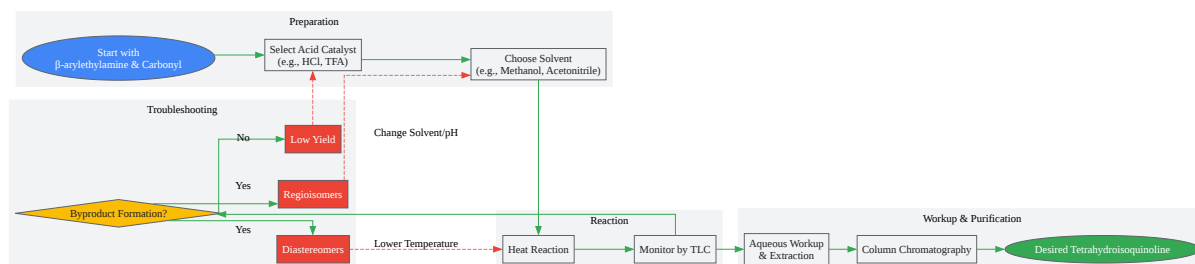 Preparation
Start with
β-arylethylamine & Carbonyl
Select Acid Catalyst
(e.g., HCl, TFA)
Choose Solvent
(e.g., Methanol, Acetonitrile)
Troubleshooting
No
Low Yield
Change Solvent/pH
Yes
Regioisomers
Byproduct Formation?
Yes
Diastereomers
Lower Temperature
Reaction
Heat Reaction
Monitor by TLC
Workup & Purification
Aqueous Workup
& Extraction
Column Chromatography
Desired Tetrahydroisoquinoline